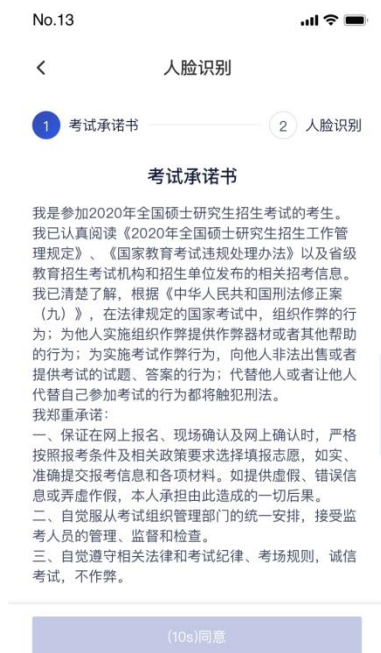 No.13
人脸识别
1 考试承诺书
2 人脸识别
考试承诺书
我是参加2020年全国硕士研究生招生考试的考生。
我已认真阅读《2020年全国硕士研究生招生工作管
理规定》、《国家教育考试违规处理办法》以及省级
教育招生考试机构和招生单位发布的相关招考信息。
我已清楚了解，根据《中华人民共和国刑法修正案
（九）》，在法律规定的国家考试中，组织作弊的行
为；为他人实施组织作弊提供作弊器材或者其他帮助
的行为；为实施考试作弊行为，向他人非法出售或者
提供考试的试题、答案的行为；代替他人或者让他人
代替自己参加考试的行为都将触犯刑法。
我郑重承诺：
一、保证在网上报名、现场确认及网上确认时，严格
按照报考条件及相关政策要求选择填报志愿，如实、
准确提交报考信息和各项材料。如提供虚假、错误信
息或弄虚作假，本人承担由此造成的一切后果。
二、自觉服从考试组织管理部门的统一安排，接受监
考人员的管理、监督和检查。
三、自觉遵守相关法律和考试纪律、考场规则，诚信
考试，不作弊。
(10s)同意